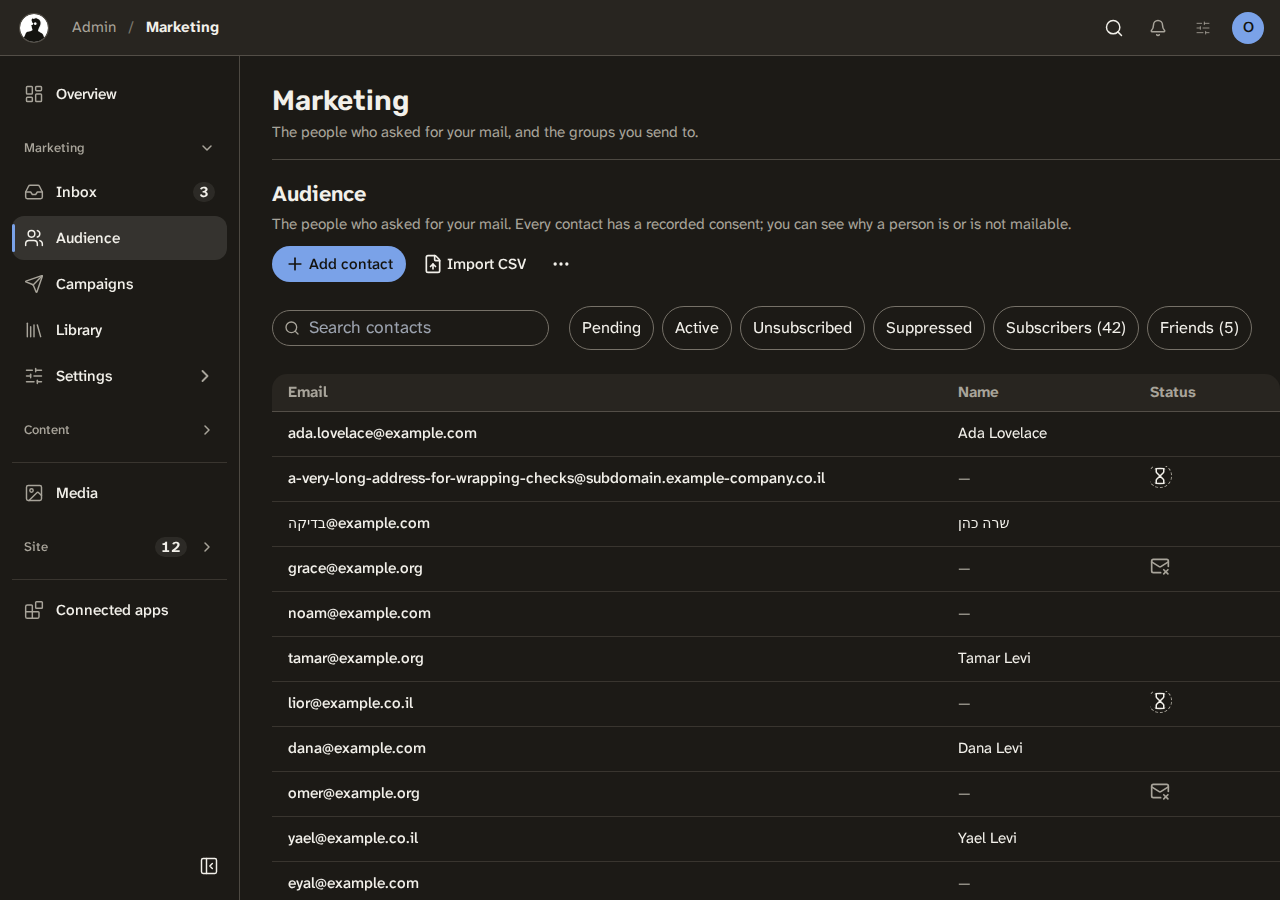 Admin / Marketing
O
Overview
Marketing
Inbox 3
Audience
Campaigns
Library
Settings
Content
Media
Site 12
Connected apps
Marketing
The people who asked for your mail, and the groups you send to.
Audience
The people who asked for your mail. Every contact has a recorded consent; you can see why a person is or is not mailable.
Add contact Import CSV
Search contacts Pending Active Unsubscribed Suppressed Subscribers (42) Friends (5)
Email Name Status
ada.lovelace@example.com Ada Lovelace
a-very-long-address-for-wrapping-checks@subdomain.example-company.co.il —
בדיקה@example.com שרה כהן
grace@example.org —
noam@example.com —
tamar@example.org Tamar Levi
lior@example.co.il —
dana@example.com Dana Levi
omer@example.org —
yael@example.co.il Yael Levi
eyal@example.com —